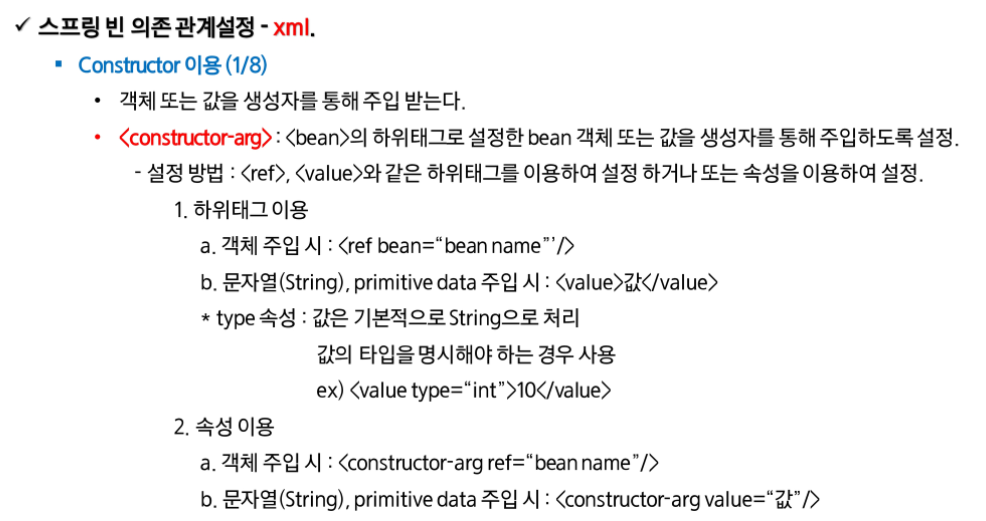 ✓ 스프링 빈 의존 관계설정 - xml.
▪ Constructor 이용 (1/8)
• 객체 또는 값을 생성자를 통해 주입 받는다.
• <constructor-arg> : <bean>의 하위태그로 설정한 bean 객체 또는 값을 생성자를 통해 주입하도록 설정.
- 설정 방법 : <ref>, <value>와 같은 하위태그를 이용하여 설정 하거나 또는 속성을 이용하여 설정.
1. 하위태그 이용
a. 객체 주입 시 : <ref bean=“bean name”'/>
b. 문자열(String), primitive data 주입 시 : <value>값</value>
* type 속성 : 값은 기본적으로 String으로 처리
값의 타입을 명시해야 하는 경우 사용
ex) <value type=“int”>10</value>
2. 속성 이용
a. 객체 주입 시 : <constructor-arg ref=“bean name”/>
b. 문자열(String), primitive data 주입 시 : <constructor-arg value=“값”/>